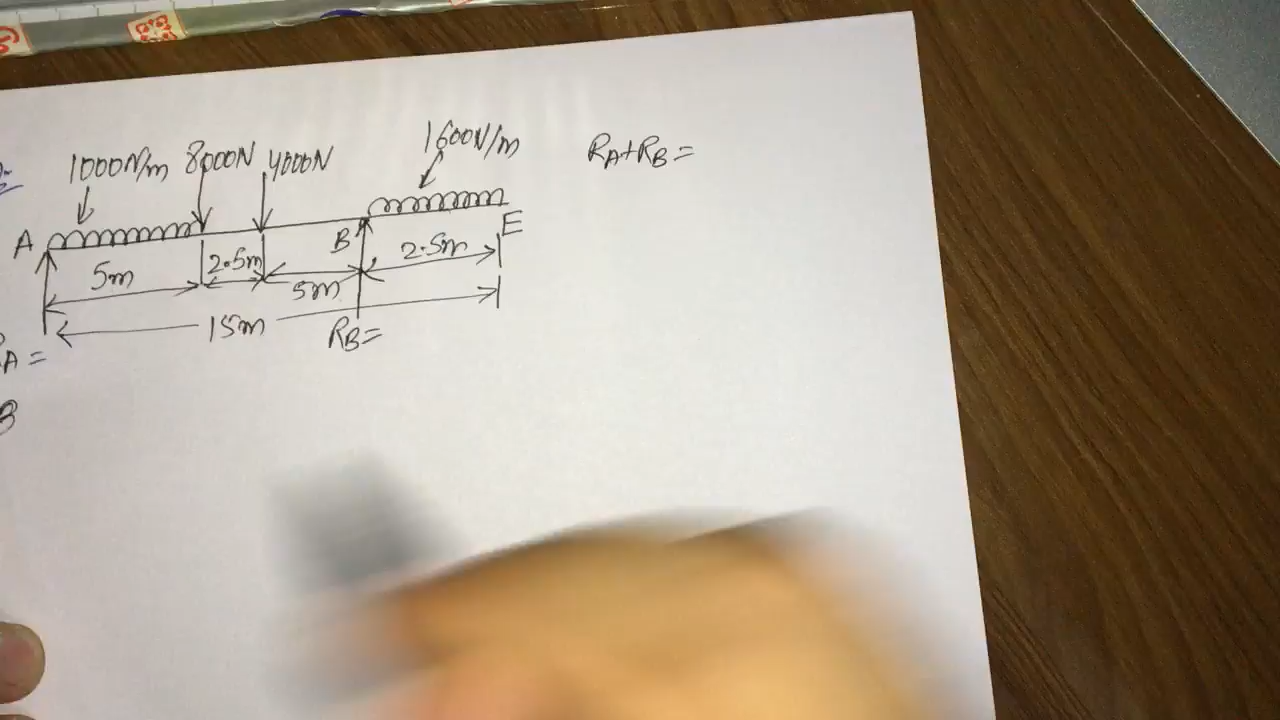 1000N/m 8000N 4000N 1600N/m
RA+RB=
A B E
5m 2.5m 5m 2.5m
15m
RB=
A=
B